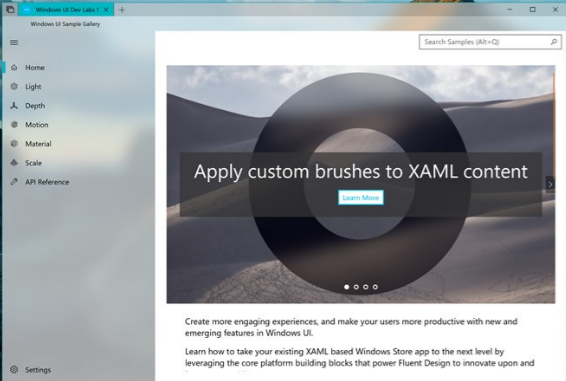 Windows UI Dev Labs
Windows UI Sample Gallery
Search Samples (Alt+Q)
Home
Light
Depth
Motion
Material
Scale
API Reference
Apply custom brushes to XAML content
Learn More
Create more engaging experiences, and make your users more productive with new and
emerging features in Windows UI.
Learn how to take your existing XAML based Windows Store app to the next level by
leveraging the core platform building blocks that power Fluent Design to innovate upon and
Settings